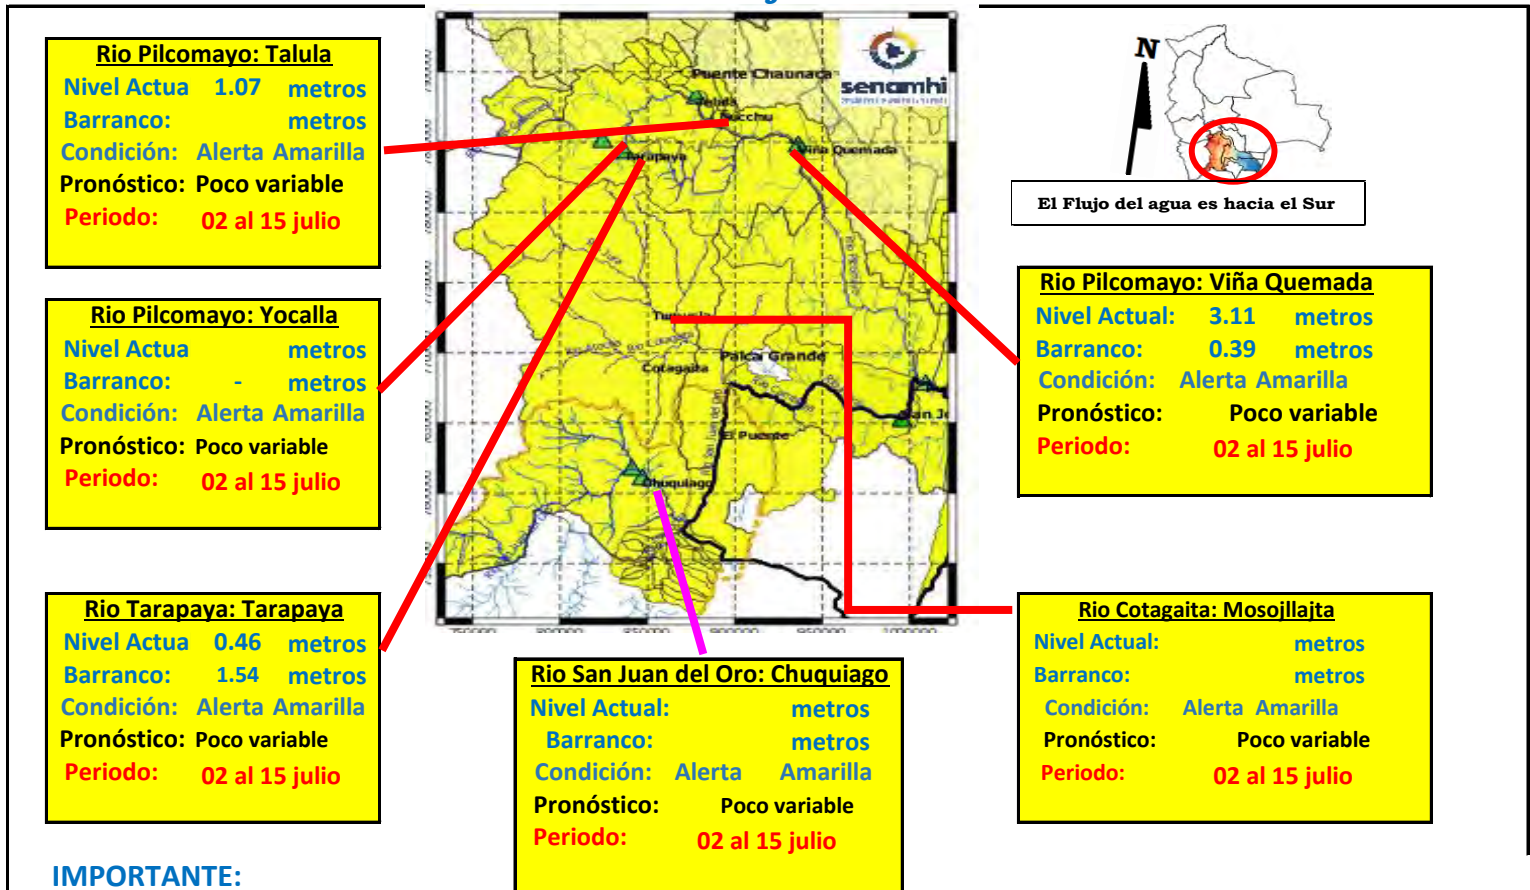 Rio Pilcomayo: Talula
Nivel Actua 1.07 metros
Barranco: metros
Condición: Alerta Amarilla
Pronóstico: Poco variable
Periodo: 02 al 15 julio
Rio Pilcomayo: Yocalla
Nivel Actua metros
Barranco: - metros
Condición: Alerta Amarilla
Pronóstico: Poco variable
Periodo: 02 al 15 julio
Rio Tarapaya: Tarapaya
Nivel Actua 0.46 metros
Barranco: 1.54 metros
Condición: Alerta Amarilla
Pronóstico: Poco variable
Periodo: 02 al 15 julio
IMPORTANTE:
senamhi
Puente Chaunaca
Talula
Tarapaya
Viña Quemada
Palca Grande
Cotagaita
El Puente
Chuquiago
750000 800000 850000 900000 950000 1000000
Rio San Juan del Oro: Chuquiago
Nivel Actual: metros
Barranco: metros
Condición: Alerta Amarilla
Pronóstico: Poco variable
Periodo: 02 al 15 julio
N
El Flujo del agua es hacia el Sur
Rio Pilcomayo: Viña Quemada
Nivel Actual: 3.11 metros
Barranco: 0.39 metros
Condición: Alerta Amarilla
Pronóstico: Poco variable
Periodo: 02 al 15 julio
Rio Cotagaita: Mosojllajta
Nivel Actual: metros
Barranco: metros
Condición: Alerta Amarilla
Pronóstico: Poco variable
Periodo: 02 al 15 julio